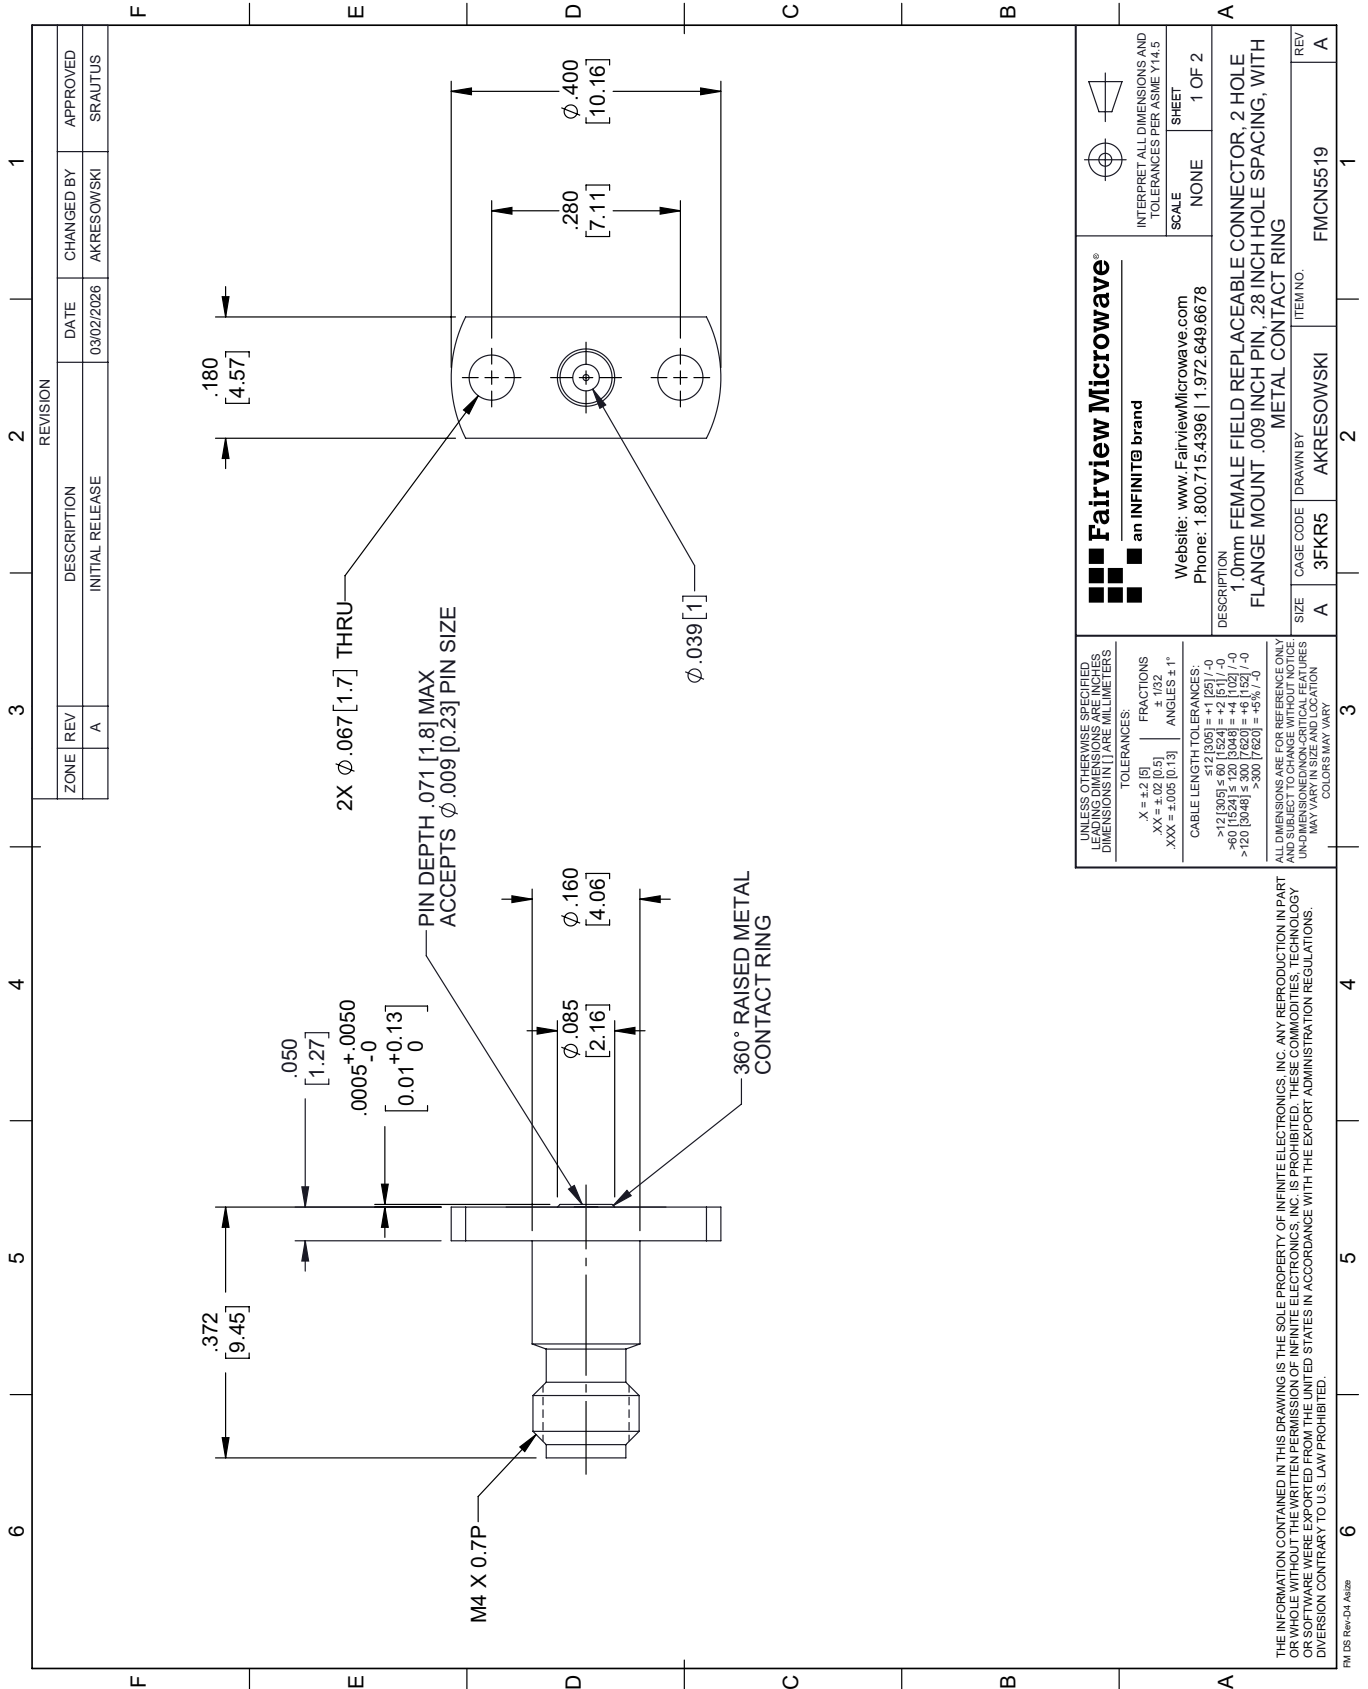 6
5
4
3
2
1
F
E
D
C
B
A
REVISION
ZONE REV DESCRIPTION DATE CHANGED BY APPROVED
A INITIAL RELEASE 03/02/2026 AKRESOWSKI SRAUTUS
.372
[9.45]
.050
[1.27]
.0005 +.0050 -0
[0.01 +0.13 0]
.180
[4.57]
2X ⌀.067 [1.7] THRU
PIN DEPTH .071 [1.8] MAX
ACCEPTS ⌀.009 [0.23] PIN SIZE
M4 X 0.7P
⌀.085
[2.16]
⌀.160
[4.06]
.280
[7.11]
⌀.400
[10.16]
⌀.039 [1]
360° RAISED METAL
CONTACT RING
UNLESS OTHERWISE SPECIFIED
LEADING DIMENSIONS ARE INCHES
DIMENSIONS IN [ ] ARE MILLIMETERS
TOLERANCES:
.X = ±.2 [5]
.XX = ±.02 [0.5]
.XXX = ±.005 [0.13]
FRACTIONS
± 1/32
ANGLES ± 1°
CABLE LENGTH TOLERANCES:
≤12 [305] = +1 [25] / -0
>12 [305] ≤ 60 [1524] = +2 [51] / -0
>60 [1524] ≤ 120 [3048] = +4 [102] / -0
>120 [3048] ≤ 300 [7620] = +6 [152] / -0
>300 [7620] = +5% / -0
ALL DIMENSIONS ARE FOR REFERENCE ONLY
AND SUBJECT TO CHANGE WITHOUT NOTICE.
UN-DIMENSIONED/NON-CRITICAL FEATURES
MAY VARY IN SIZE AND LOCATION
COLORS MAY VARY
Fairview Microwave®
an INFINIT@ brand
Website: www.FairviewMicrowave.com
Phone: 1.800.715.4396 | 1.972.649.6678
INTERPRET ALL DIMENSIONS AND
TOLERANCES PER ASME Y14.5
SCALE
NONE
SHEET
1 OF 2
DESCRIPTION
1.0mm FEMALE FIELD REPLACEABLE CONNECTOR, 2 HOLE
FLANGE MOUNT .009 INCH PIN, .28 INCH HOLE SPACING, WITH
METAL CONTACT RING
SIZE
A
CAGE CODE
3FKR5
DRAWN BY
AKRESOWSKI
ITEM NO.
FMCN5519
REV
A
THE INFORMATION CONTAINED IN THIS DRAWING IS THE SOLE PROPERTY OF INFINITE ELECTRONICS, INC. ANY REPRODUCTION IN PART
OR WHOLE WITHOUT THE WRITTEN PERMISSION OF INFINITE ELECTRONICS, INC. IS PROHIBITED. THESE COMMODITIES, TECHNOLOGY
OR SOFTWARE WERE EXPORTED FROM THE UNITED STATES IN ACCORDANCE WITH THE EXPORT ADMINISTRATION REGULATIONS.
DIVERSION CONTRARY TO U.S. LAW PROHIBITED.
F
E
D
C
B
A
6
5
4
3
2
1
FM DS Rev-D4 Asize